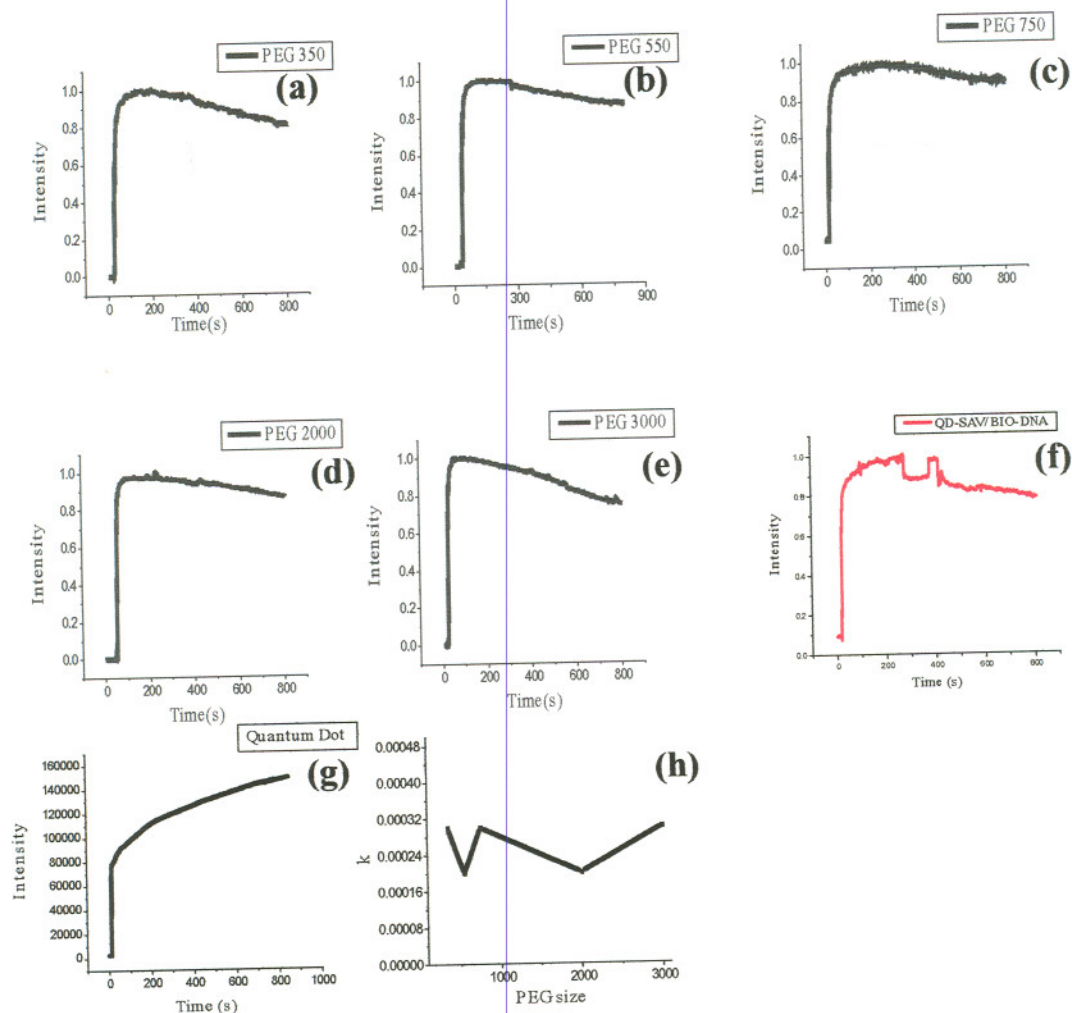 PEG 350
(a)
Intensity
1.0
0.8
0.6
0.4
0.2
0.0
0 200 400 600 800
Time(s)
PEG 550
(b)
Intensity
1.0
0.8
0.6
0.4
0.2
0.0
0 300 600 900
Time(s)
PEG 750
(c)
Intensity
1.0
0.8
0.6
0.4
0.2
0.0
0 200 400 600 800
Time(s)
PEG 2000
(d)
Intensity
1.0
0.8
0.6
0.4
0.2
0.0
0 200 400 600 800
Time(s)
PEG 3000
(e)
Intensity
1.0
0.8
0.6
0.4
0.2
0.0
0 200 400 600 800
Time(s)
QD-SAV/BIO-DNA
(f)
Intensity
1.0
0.8
0.6
0.4
0.2
0.0
0 200 400 600 800
Time (s)
Quantum Dot
(g)
Intensity
160000
140000
120000
100000
80000
60000
40000
20000
0
0 200 400 600 800 1000
Time (s)
(h)
k
0.00048
0.00040
0.00032
0.00024
0.00016
0.00008
0.00000
1000 2000 3000
PEG size